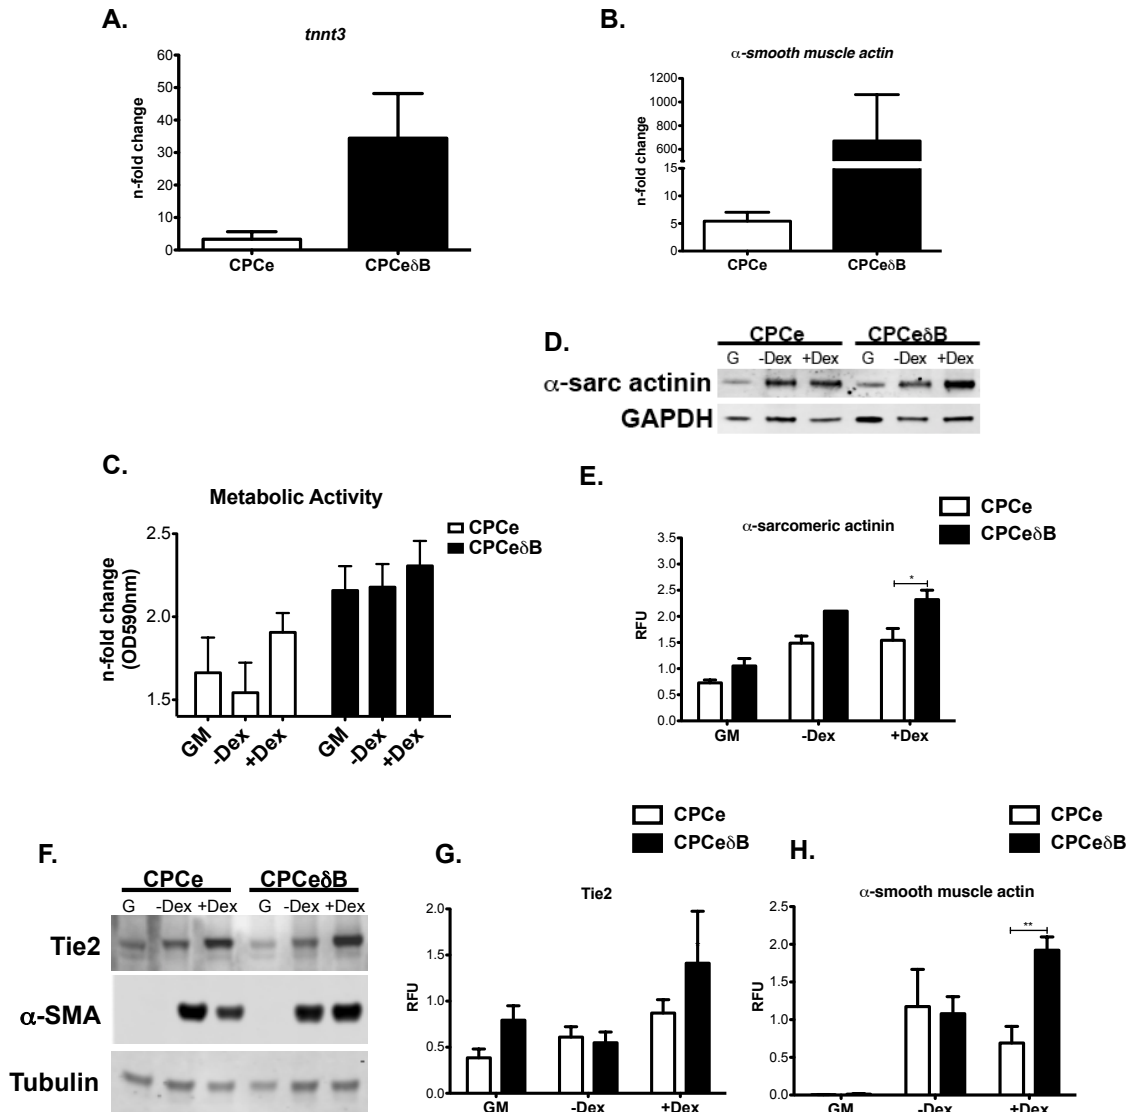 A.
tnnt3
n-fold change
60
50
40
30
20
10
0
CPCe
CPCeδB
B.
α-smooth muscle actin
n-fold change
1200
1000
800
600
15
10
5
0
CPCe
CPCeδB
D.
CPCe
CPCeδB
G -Dex +Dex G -Dex +Dex
α-sarc actinin
GAPDH
C.
Metabolic Activity
n-fold change
(OD590nm)
2.5
2.0
1.5
GM
-Dex
+Dex
GM
-Dex
+Dex
CPCe
CPCeδB
E.
α-sarcomeric actinin
CPCe
CPCeδB
RFU
3.5
3.0
2.5
2.0
1.5
1.0
0.5
0.0
*
GM
-Dex
+Dex
F.
CPCe
CPCeδB
G -Dex +Dex G -Dex +Dex
Tie2
α-SMA
Tubulin
G.
CPCe
CPCeδB
Tie2
RFU
2.0
1.5
1.0
0.5
0.0
GM
-Dex
+Dex
H.
CPCe
CPCeδB
α-smooth muscle actin
RFU
2.5
2.0
1.5
1.0
0.5
0.0
**
GM
-Dex
+Dex